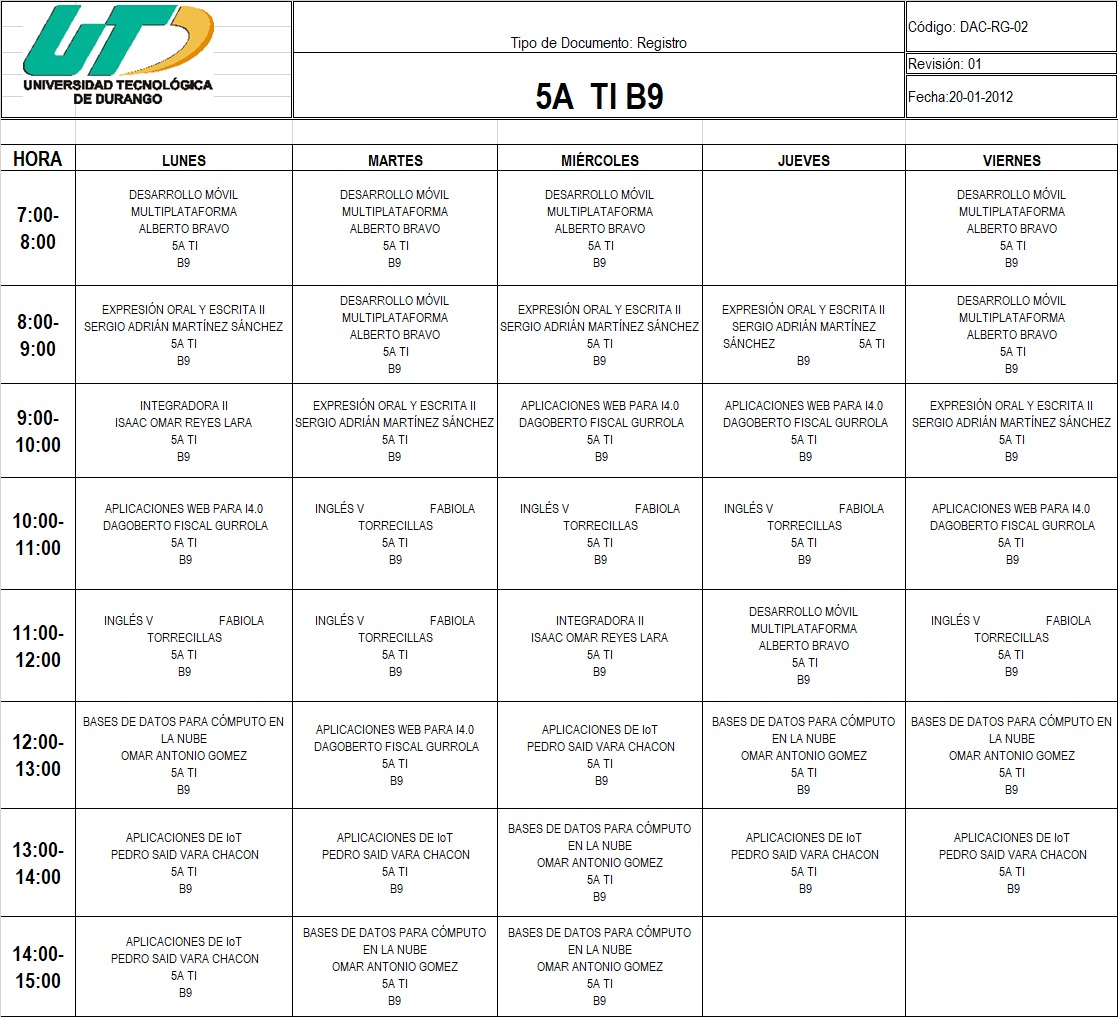 UT
UNIVERSIDAD TECNOLÓGICA
DE DURANGO
Tipo de Documento: Registro
5A TI B9
Código: DAC-RG-02
Revisión: 01
Fecha:20-01-2012
HORA
LUNES
MARTES
MIÉRCOLES
JUEVES
VIERNES
7:00-
8:00
DESARROLLO MÓVIL
MULTIPLATAFORMA
ALBERTO BRAVO
5A TI
B9
DESARROLLO MÓVIL
MULTIPLATAFORMA
ALBERTO BRAVO
5A TI
B9
DESARROLLO MÓVIL
MULTIPLATAFORMA
ALBERTO BRAVO
5A TI
B9
DESARROLLO MÓVIL
MULTIPLATAFORMA
ALBERTO BRAVO
5A TI
B9
8:00-
9:00
EXPRESIÓN ORAL Y ESCRITA II
SERGIO ADRIÁN MARTÍNEZ SÁNCHEZ
5A TI
B9
DESARROLLO MÓVIL
MULTIPLATAFORMA
ALBERTO BRAVO
5A TI
B9
EXPRESIÓN ORAL Y ESCRITA II
SERGIO ADRIÁN MARTÍNEZ SÁNCHEZ
5A TI
B9
EXPRESIÓN ORAL Y ESCRITA II
SERGIO ADRIÁN MARTÍNEZ
SÁNCHEZ 5A TI
B9
DESARROLLO MÓVIL
MULTIPLATAFORMA
ALBERTO BRAVO
5A TI
B9
9:00-
10:00
INTEGRADORA II
ISAAC OMAR REYES LARA
5A TI
B9
EXPRESIÓN ORAL Y ESCRITA II
SERGIO ADRIÁN MARTÍNEZ SÁNCHEZ
5A TI
B9
APLICACIONES WEB PARA I4.0
DAGOBERTO FISCAL GURROLA
5A TI
B9
APLICACIONES WEB PARA I4.0
DAGOBERTO FISCAL GURROLA
5A TI
B9
EXPRESIÓN ORAL Y ESCRITA II
SERGIO ADRIÁN MARTÍNEZ SÁNCHEZ
5A TI
B9
10:00-
11:00
APLICACIONES WEB PARA I4.0
DAGOBERTO FISCAL GURROLA
5A TI
B9
INGLÉS V FABIOLA
TORRECILLAS
5A TI
B9
INGLÉS V FABIOLA
TORRECILLAS
5A TI
B9
INGLÉS V FABIOLA
TORRECILLAS
5A TI
B9
APLICACIONES WEB PARA I4.0
DAGOBERTO FISCAL GURROLA
5A TI
B9
11:00-
12:00
INGLÉS V FABIOLA
TORRECILLAS
5A TI
B9
INGLÉS V FABIOLA
TORRECILLAS
5A TI
B9
INTEGRADORA II
ISAAC OMAR REYES LARA
5A TI
B9
DESARROLLO MÓVIL
MULTIPLATAFORMA
ALBERTO BRAVO
5A TI
B9
INGLÉS V FABIOLA
TORRECILLAS
5A TI
B9
12:00-
13:00
BASES DE DATOS PARA CÓMPUTO EN
LA NUBE
OMAR ANTONIO GOMEZ
5A TI
B9
APLICACIONES WEB PARA I4.0
DAGOBERTO FISCAL GURROLA
5A TI
B9
APLICACIONES DE IoT
PEDRO SAID VARA CHACON
5A TI
B9
BASES DE DATOS PARA CÓMPUTO
EN LA NUBE
OMAR ANTONIO GOMEZ
5A TI
B9
BASES DE DATOS PARA CÓMPUTO EN
LA NUBE
OMAR ANTONIO GOMEZ
5A TI
B9
13:00-
14:00
APLICACIONES DE IoT
PEDRO SAID VARA CHACON
5A TI
B9
APLICACIONES DE IoT
PEDRO SAID VARA CHACON
5A TI
B9
BASES DE DATOS PARA CÓMPUTO
EN LA NUBE
OMAR ANTONIO GOMEZ
5A TI
B9
APLICACIONES DE IoT
PEDRO SAID VARA CHACON
5A TI
B9
APLICACIONES DE IoT
PEDRO SAID VARA CHACON
5A TI
B9
14:00-
15:00
APLICACIONES DE IoT
PEDRO SAID VARA CHACON
5A TI
B9
BASES DE DATOS PARA CÓMPUTO
EN LA NUBE
OMAR ANTONIO GOMEZ
5A TI
B9
BASES DE DATOS PARA CÓMPUTO
EN LA NUBE
OMAR ANTONIO GOMEZ
5A TI
B9